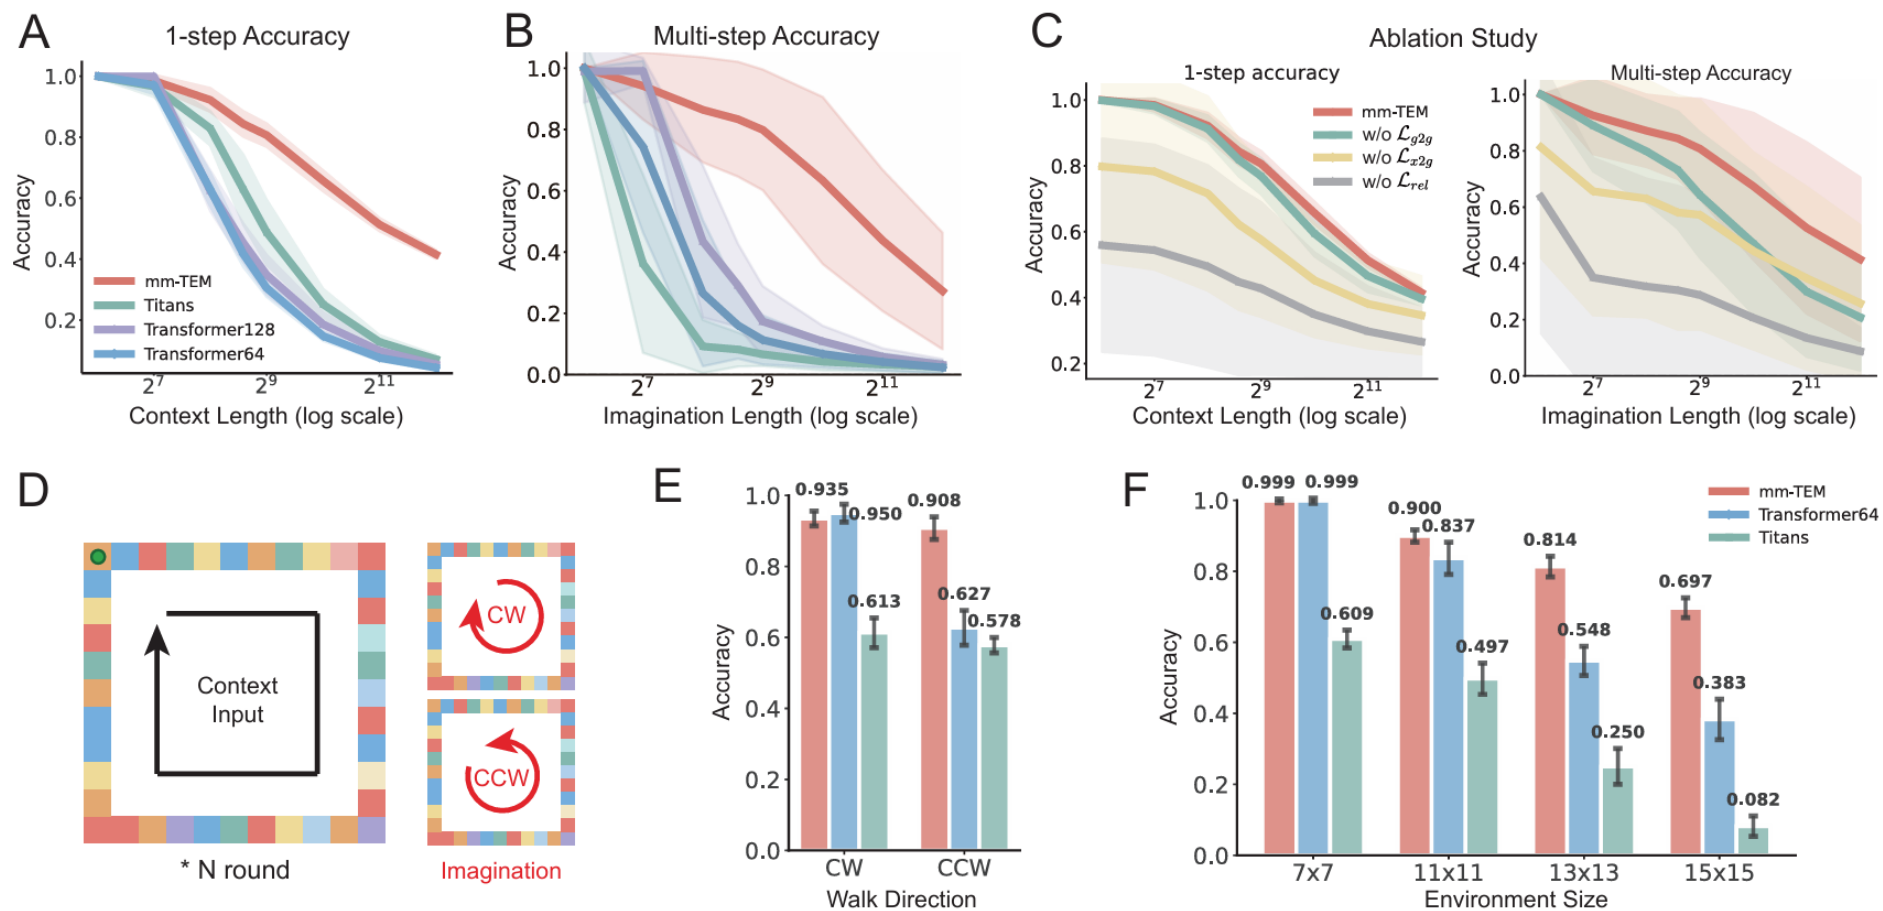 A
1-step Accuracy
1.0
0.8
0.6
0.4
0.2
Accuracy
mm-TEM
Titans
Transformer128
Transformer64
2⁷
2⁹
2¹¹
Context Length (log scale)
B
Multi-step Accuracy
1.0
0.8
0.6
0.4
0.2
0.0
Accuracy
2⁷
2⁹
2¹¹
Imagination Length (log scale)
C
Ablation Study
1-step accuracy
1.0
0.8
0.6
0.4
0.2
Accuracy
mm-TEM
w/o ℒg2g
w/o ℒx2g
w/o ℒrel
2⁷
2⁹
2¹¹
Context Length (log scale)
Multi-step Accuracy
1.0
0.8
0.6
0.4
0.2
0.0
Accuracy
2⁷
2⁹
2¹¹
Imagination Length (log scale)
D
Context
Input
* N round
CW
CCW
Imagination
E
1.0
0.8
0.6
0.4
0.2
0.0
Accuracy
0.935
0.950
0.613
0.908
0.627
0.578
CW
CCW
Walk Direction
F
1.0
0.8
0.6
0.4
0.2
0.0
Accuracy
0.999
0.999
0.609
0.900
0.837
0.497
0.814
0.548
0.250
0.697
0.383
0.082
mm-TEM
Transformer64
Titans
7x7
11x11
13x13
15x15
Environment Size